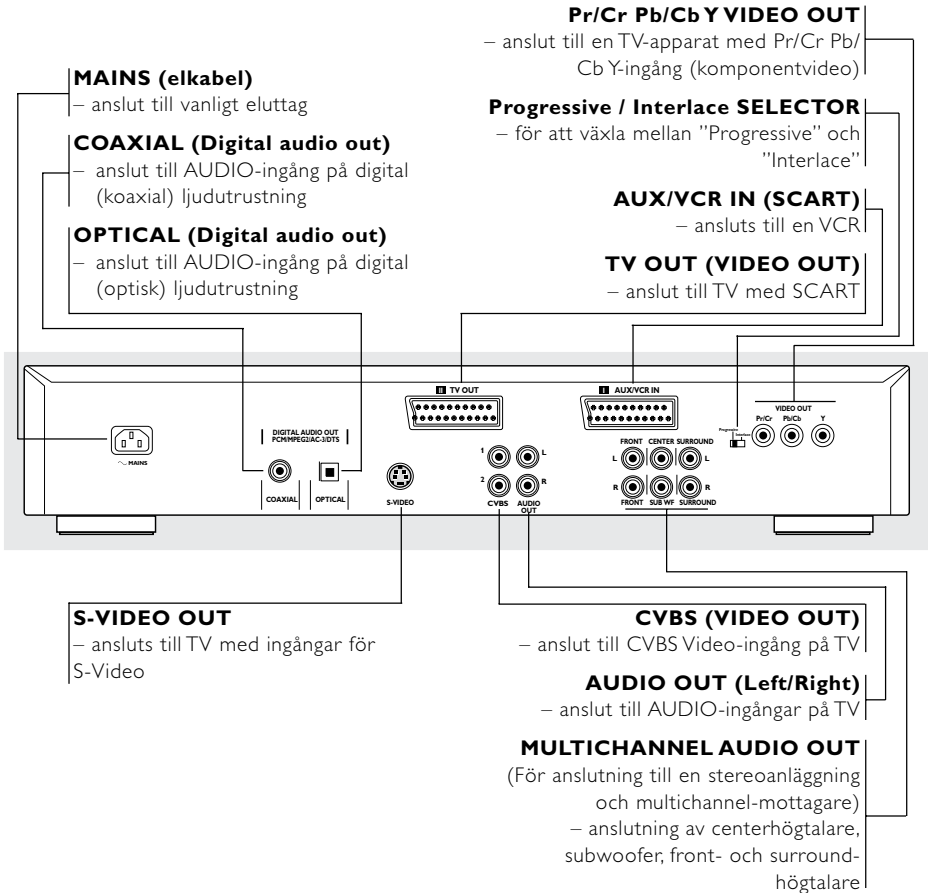 Pr/Cr Pb/Cb Y VIDEO OUT
– anslut till en TV-apparat med Pr/Cr Pb/
Cb Y-ingång (komponentvideo)
MAINS (elkabel)
– anslut till vanligt eluttag
Progressive / Interlace SELECTOR
– för att växla mellan ”Progressive” och
”Interlace”
COAXIAL (Digital audio out)
– anslut till AUDIO-ingång på digital
(koaxial) ljudutrustning
AUX/VCR IN (SCART)
– ansluts till en VCR
OPTICAL (Digital audio out)
– anslut till AUDIO-ingång på digital
(optisk) ljudutrustning
TV OUT (VIDEO OUT)
– anslut till TV med SCART
II TV OUT
I AUX/VCR IN
VIDEO OUT
Pr/Cr Pb/Cb Y
Progressive
Interlace
DIGITAL AUDIO OUT
PCM/MPEG2/AC-3/DTS
FRONT CENTER SURROUND
1 L
L L
~ MAINS
2 R
R R
COAXIAL OPTICAL
S-VIDEO
CVBS AUDIO
OUT
FRONT SUB WF SURROUND
S-VIDEO OUT
– ansluts till TV med ingångar för
S-Video
CVBS (VIDEO OUT)
– anslut till CVBS Video-ingång på TV
AUDIO OUT (Left/Right)
– anslut till AUDIO-ingångar på TV
MULTICHANNEL AUDIO OUT
(För anslutning till en stereoanläggning
och multichannel-mottagare)
– anslutning av centerhögtalare,
subwoofer, front- och surround-
högtalare